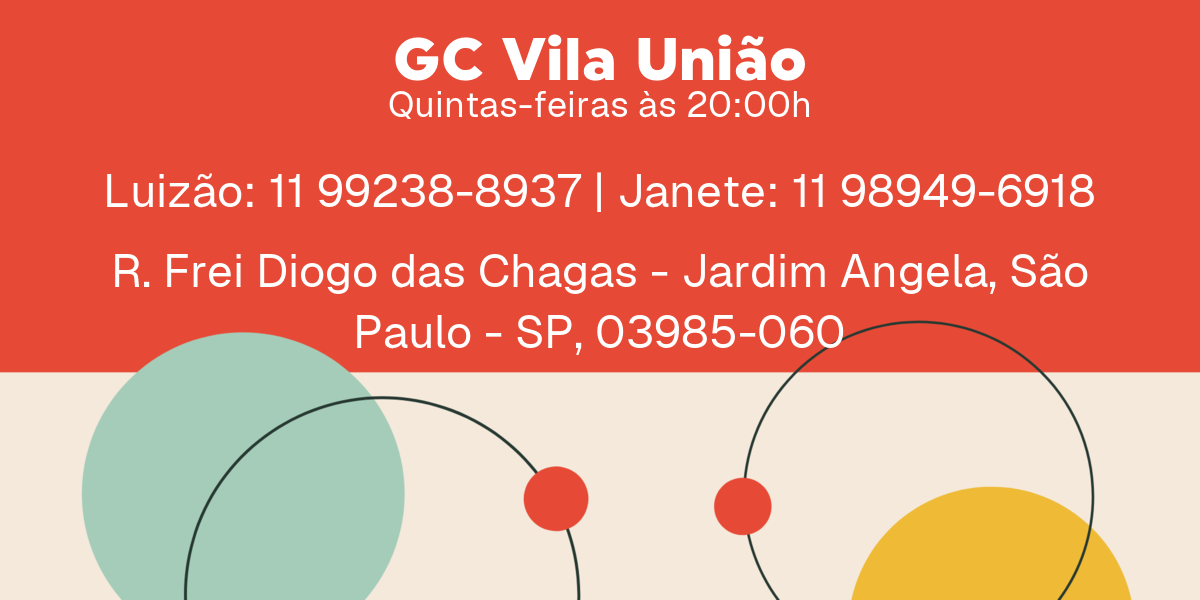 GC Vila União
Quintas-feiras às 20:00h
Luizão: 11 99238-8937 | Janete: 11 98949-6918
R. Frei Diogo das Chagas - Jardim Angela, São
Paulo - SP, 03985-060